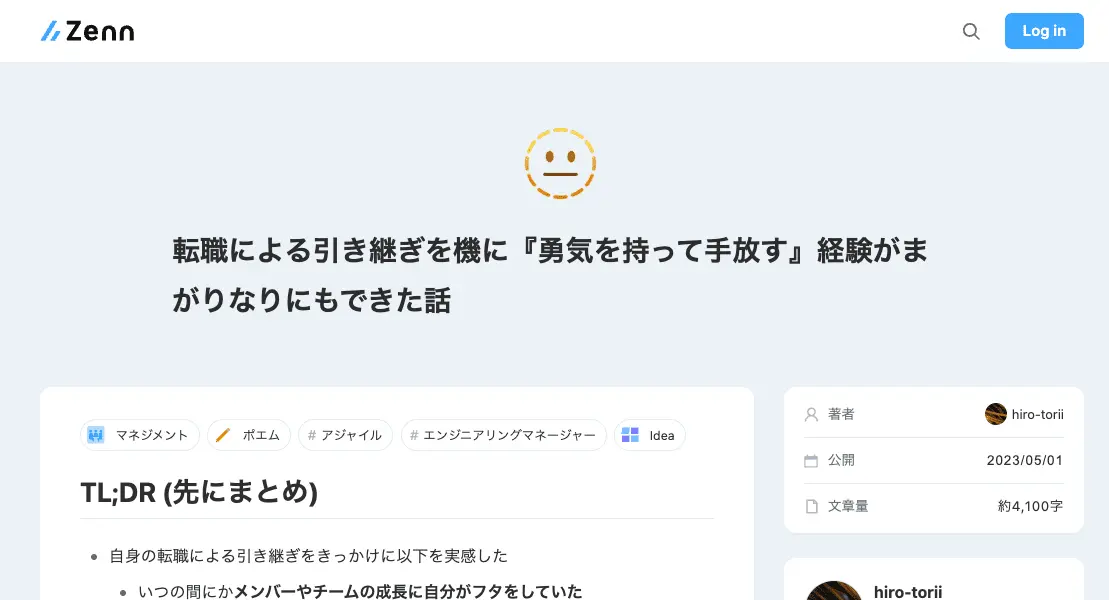 Zenn
Log in
転職による引き継ぎを機に『勇気を持って手放す』経験がま
がりなりにもできた話
マネジメント
ポエム
# アジャイル
# エンジニアリングマネージャー
Idea
TL;DR (先にまとめ)
自身の転職による引き継ぎをきっかけに以下を実感した
いつの間にかメンバーやチームの成長に自分がフタをしていた
著者 hiro-torii
公開 2023/05/01
文章量 約4,100字
hiro-torii